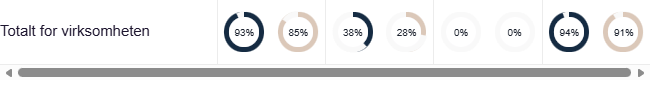 Totalt for virksomheten 93% 85% 38% 28% 0% 0% 94% 91%